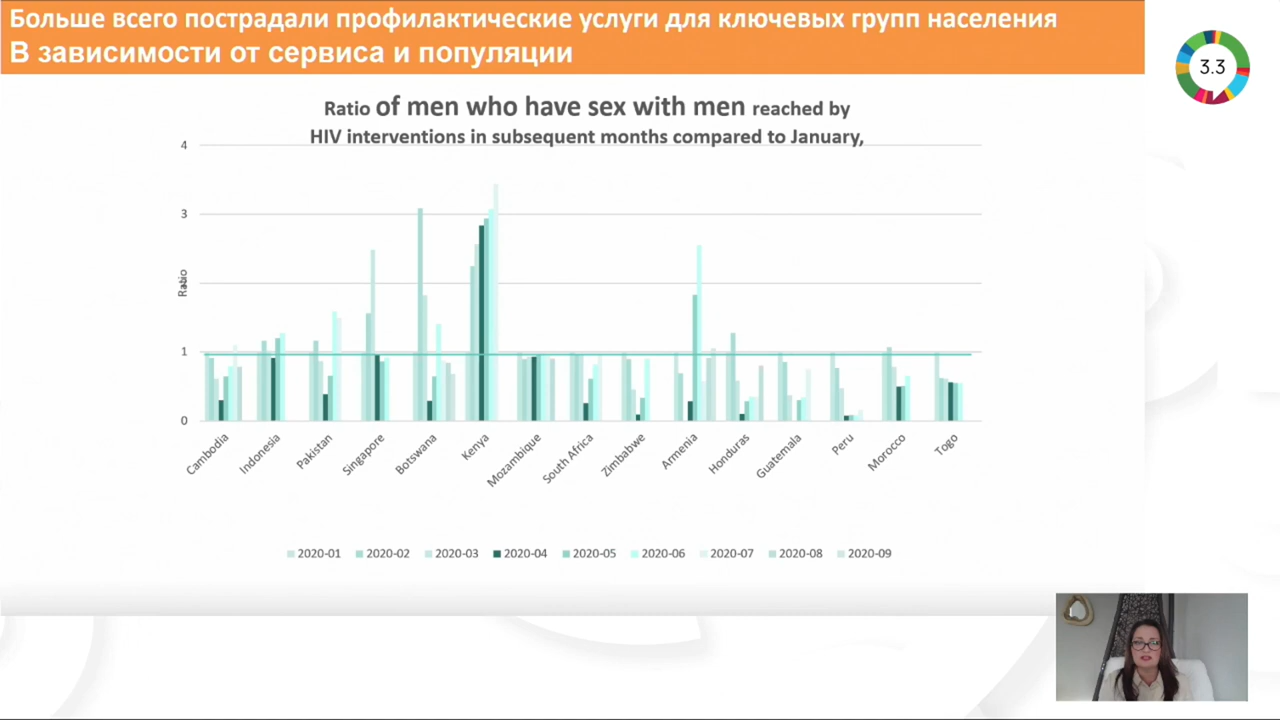 Больше всего пострадали профилактические услуги для ключевых групп населения
В зависимости от сервиса и популяции
3.3
Ratio of men who have sex with men reached by
HIV interventions in subsequent months compared to January,
4
3
2
1
0
Ratio
Cambodia
Indonesia
Pakistan
Singapore
Botswana
Kenya
Mozambique
South Africa
Zimbabwe
Armenia
Honduras
Guatemala
Peru
Morocco
Togo
2020-01 2020-02 2020-03 2020-04 2020-05 2020-06 2020-07 2020-08 2020-09